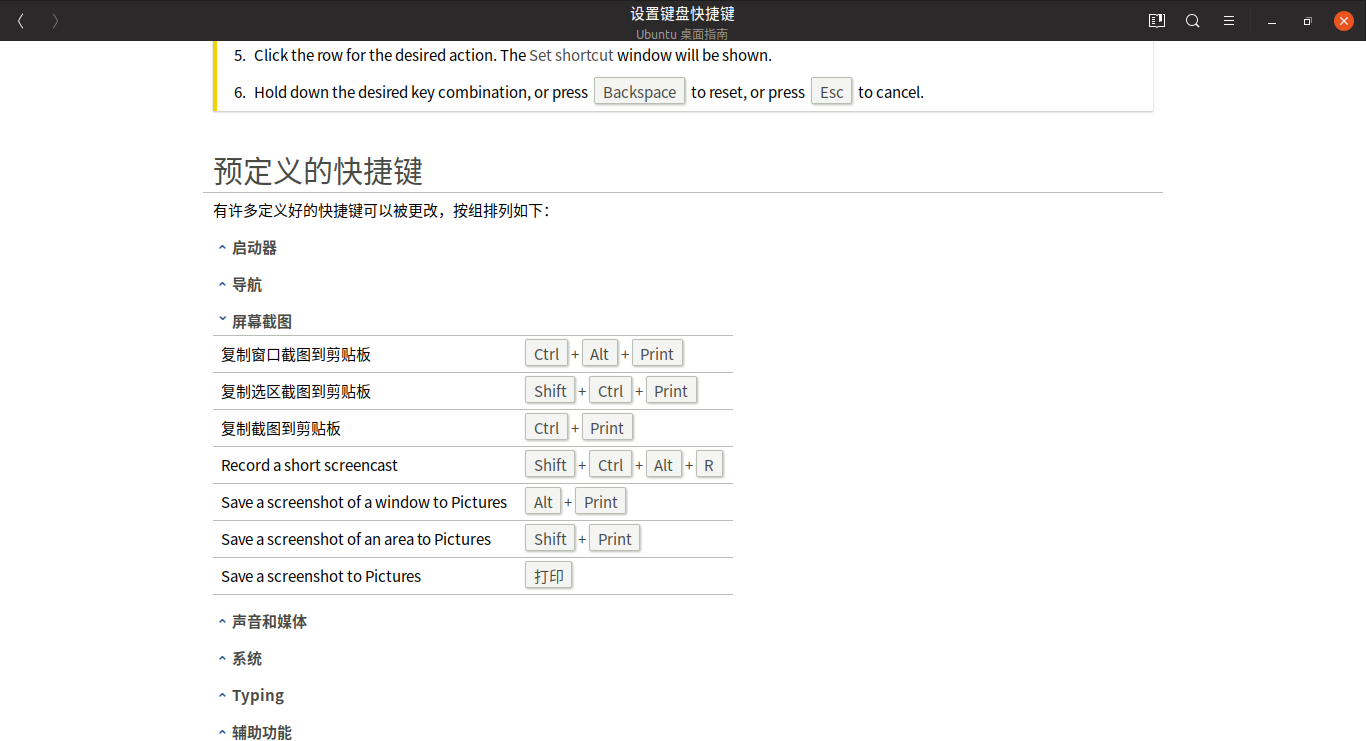 设置键盘快捷键
Ubuntu 桌面指南
5. Click the row for the desired action. The Set shortcut window will be shown.
6. Hold down the desired key combination, or press Backspace to reset, or press Esc to cancel.
预定义的快捷键
有许多定义好的快捷键可以被更改，按组排列如下：
启动器
导航
屏幕截图
复制窗口截图到剪贴板 Ctrl + Alt + Print
复制选区截图到剪贴板 Shift + Ctrl + Print
复制截图到剪贴板 Ctrl + Print
Record a short screencast Shift + Ctrl + Alt + R
Save a screenshot of a window to Pictures Alt + Print
Save a screenshot of an area to Pictures Shift + Print
Save a screenshot to Pictures 打印
声音和媒体
系统
Typing
辅助功能